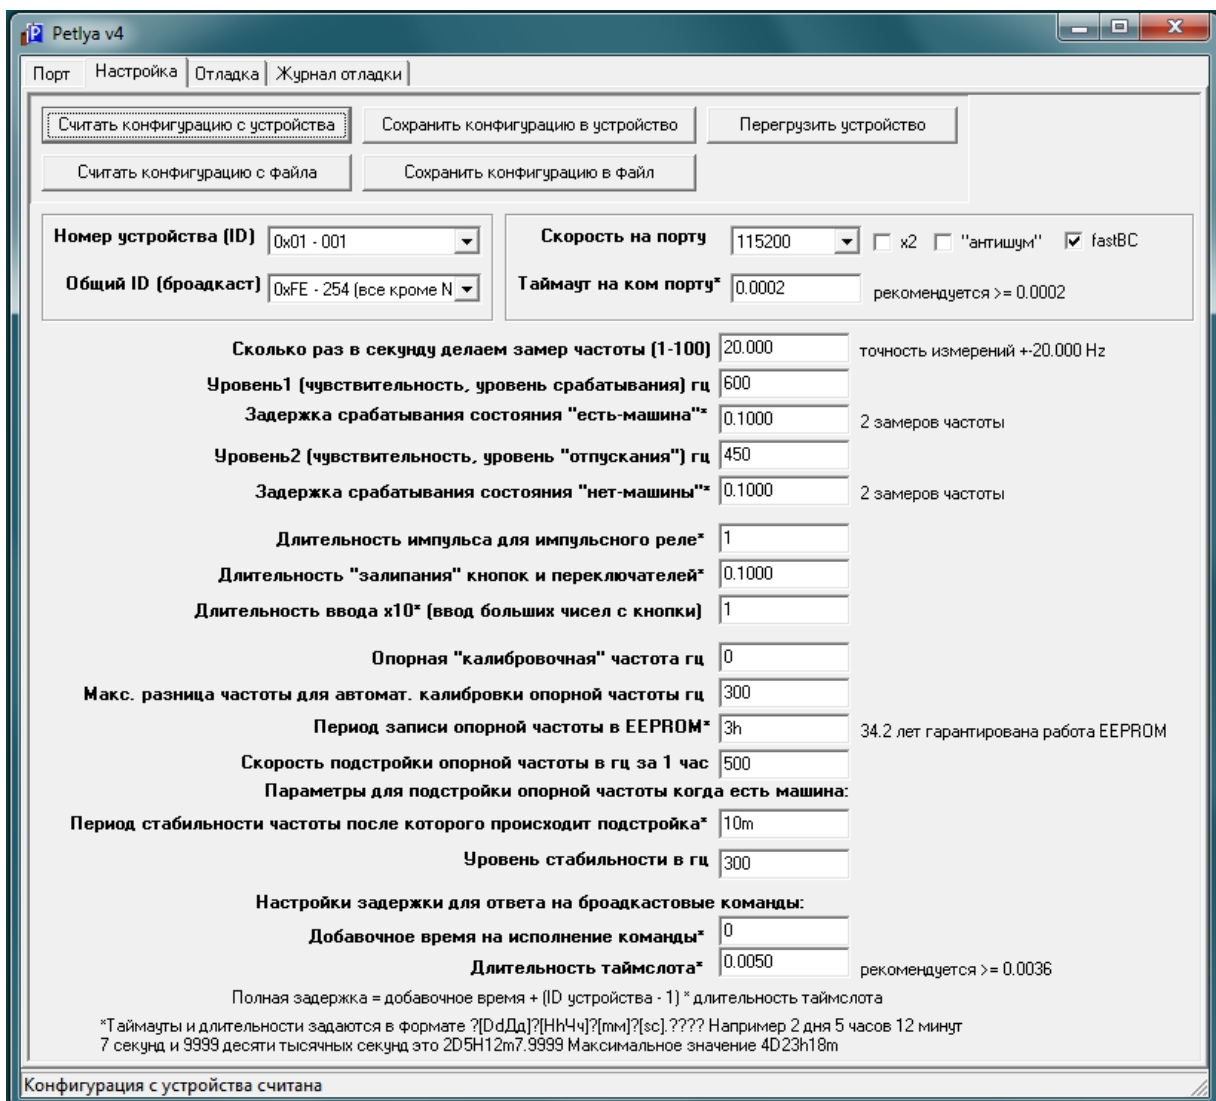 Petlya v4
Порт Настройка Отладка Журнал отладки
Считать конфигурацию с устройства Сохранить конфигурацию в устройство Перегрузить устройство
Считать конфигурацию с файла Сохранить конфигурацию в файл
Номер устройства (ID) 0x01 - 001 Скорость на порту 115200 x2 "антишум" fastBC
Общий ID (броадкаст) 0xFE - 254 (все кроме N Таймаут на ком порту* 0.0002 рекомендуется >= 0.0002
Сколько раз в секунду делаем замер частоты (1-100) 20.000 точность измерений +-20.000 Hz
Уровень1 (чувствительность, уровень срабатывания) гц 600
Задержка срабатывания состояния "есть-машина"* 0.1000 2 замеров частоты
Уровень2 (чувствительность, уровень "отпускания") гц 450
Задержка срабатывания состояния "нет-машины"* 0.1000 2 замеров частоты
Длительность импульса для импульсного реле* 1
Длительность "залипания" кнопок и переключателей* 0.1000
Длительность ввода x10* (ввод больших чисел с кнопки) 1
Опорная "калибровочная" частота гц 0
Макс. разница частоты для автомат. калибровки опорной частоты гц 300
Период записи опорной частоты в EEPROM* 3h 34.2 лет гарантирована работа EEPROM
Скорость подстройки опорной частоты в гц за 1 час 500
Параметры для подстройки опорной частоты когда есть машина:
Период стабильности частоты после которого происходит подстройка* 10m
Уровень стабильности в гц 300
Настройки задержки для ответа на броадкастовые команды:
Добавочное время на исполнение команды* 0
Длительность таймслота* 0.0050 рекомендуется >= 0.0036
Полная задержка = добавочное время + (ID устройства - 1) * длительность таймслота
*Таймауты и длительности задаются в формате ?[DdДд]?[HhЧч]?[mм]?[sс].???? Например 2 дня 5 часов 12 минут
7 секунд и 9999 десяти тысячных секунд это 2D5H12m7.9999 Максимальное значение 4D23h18m
Конфигурация с устройства считана